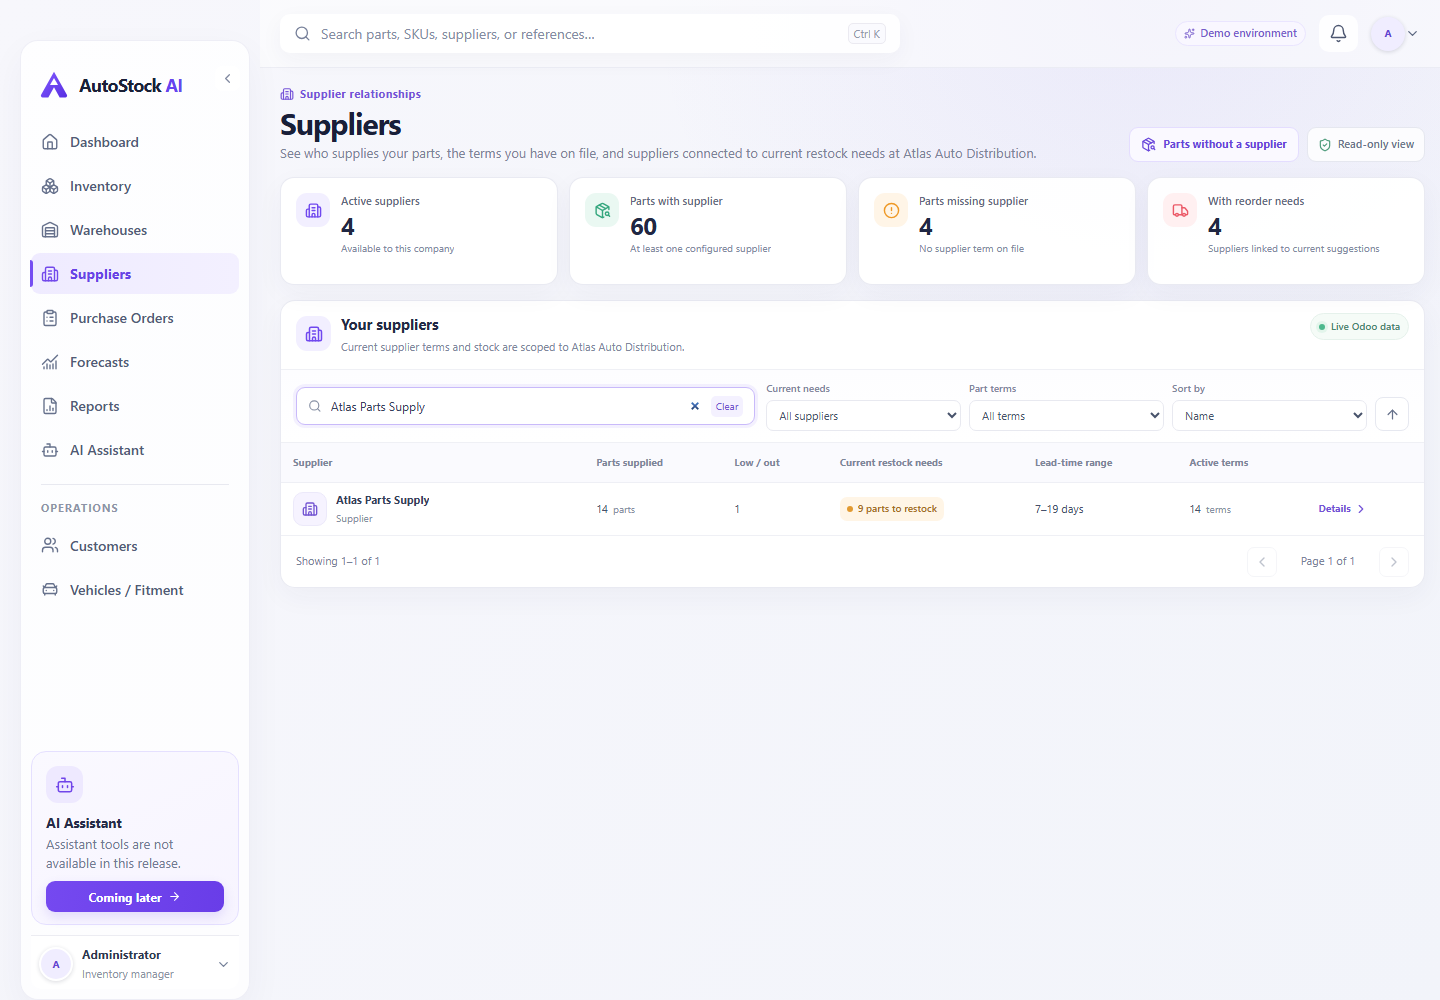 AutoStock AI
Dashboard
Inventory
Warehouses
Suppliers
Purchase Orders
Forecasts
Reports
AI Assistant
OPERATIONS
Customers
Vehicles / Fitment
AI Assistant
Assistant tools are not
available in this release.
Coming later
A
Administrator
Inventory manager
Search parts, SKUs, suppliers, or references...
Ctrl K
Demo environment
A
Supplier relationships
Suppliers
See who supplies your parts, the terms you have on file, and suppliers connected to current restock needs at Atlas Auto Distribution.
Parts without a supplier
Read-only view
Active suppliers
4
Available to this company
Parts with supplier
60
At least one configured supplier
Parts missing supplier
4
No supplier term on file
With reorder needs
4
Suppliers linked to current suggestions
Your suppliers
Current supplier terms and stock are scoped to Atlas Auto Distribution.
Live Odoo data
Atlas Parts Supply
Clear
Current needs
All suppliers
Part terms
All terms
Sort by
Name
Supplier Parts supplied Low / out Current restock needs Lead-time range Active terms
Atlas Parts Supply
Supplier
14 parts 1 9 parts to restock 7–19 days 14 terms Details
Showing 1–1 of 1
Page 1 of 1